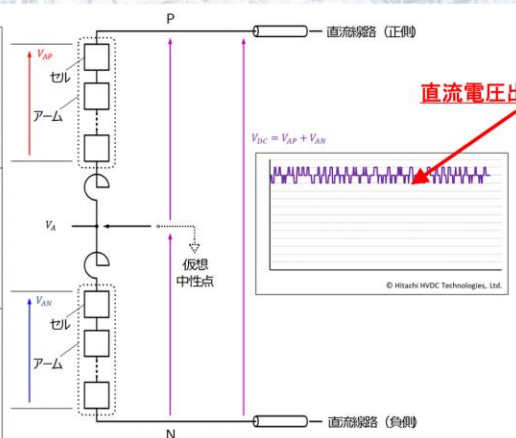 P
直流線路（正側）
V_AP
セル
アーム
直流電圧出
V_DC = V_AP + V_AN
V_A
仮想
中性点
© Hitachi HVDC Technologies, Ltd.
V_AN
セル
アーム
直流線路（負側）
N